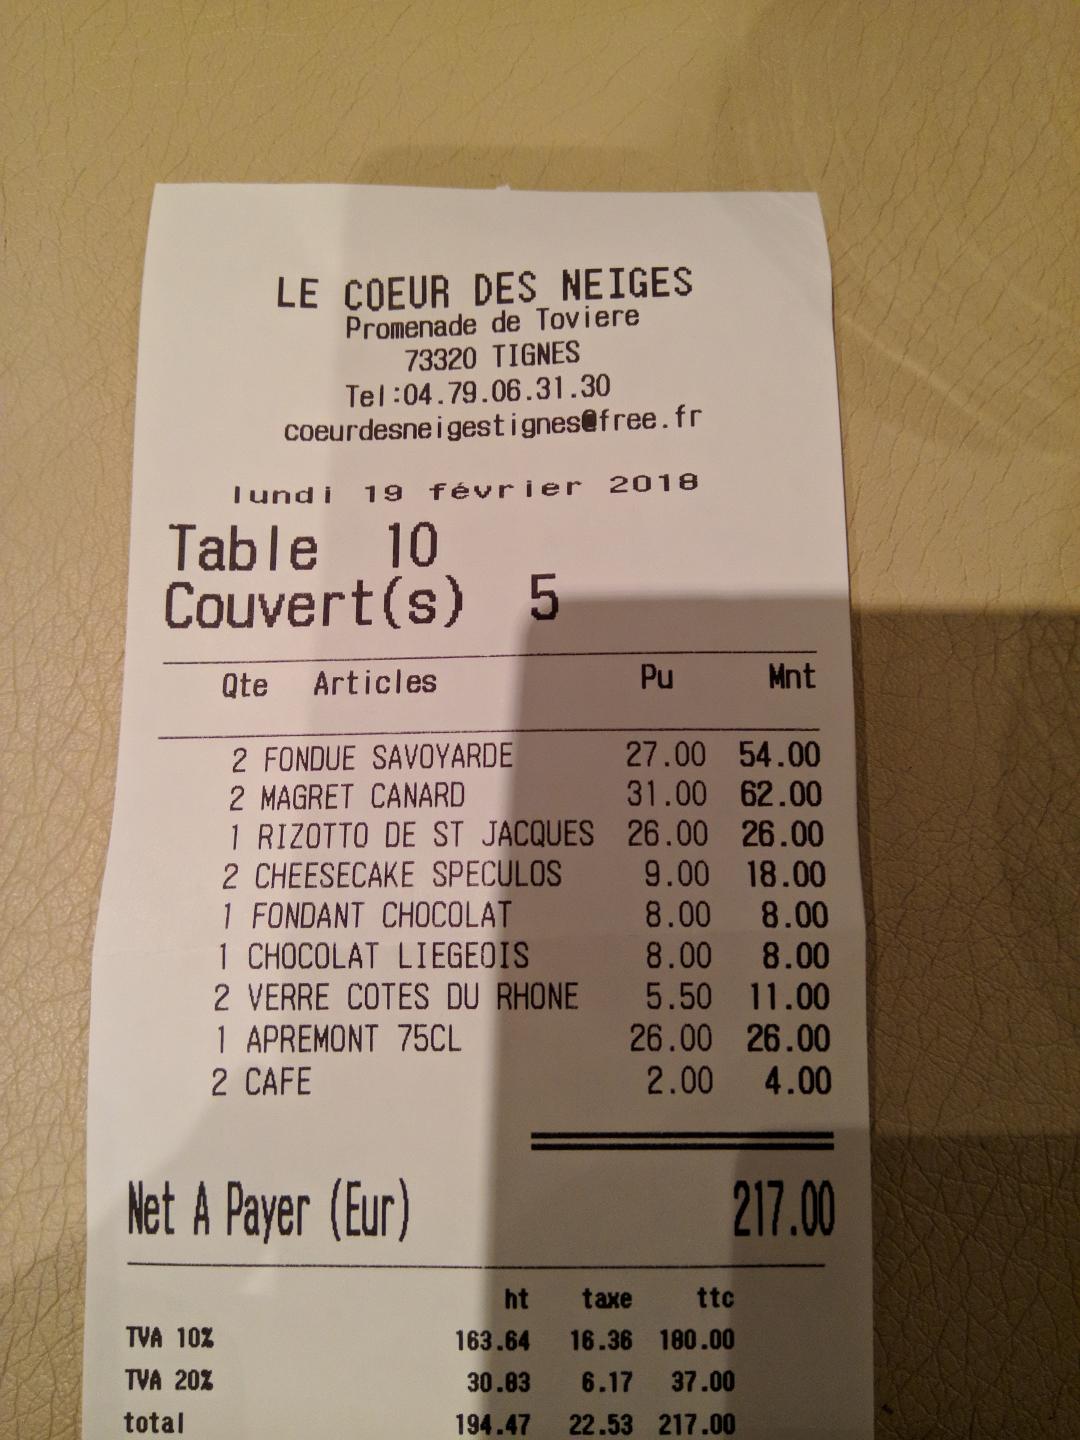 LE COEUR DES NEIGES
Promenade de Toviere
73320 TIGNES
Tel:04.79.06.31.30
coeurdesneigestignes@free.fr
lundi 19 février 2018
Table 10
Couvert(s) 5
Qte Articles Pu Mnt
2 FONDUE SAVOYARDE 27.00 54.00
2 MAGRET CANARD 31.00 62.00
1 RIZOTTO DE ST JACQUES 26.00 26.00
2 CHEESECAKE SPECULOS 9.00 18.00
1 FONDANT CHOCOLAT 8.00 8.00
1 CHOCOLAT LIEGEOIS 8.00 8.00
2 VERRE COTES DU RHONE 5.50 11.00
1 APREMONT 75CL 26.00 26.00
2 CAFE 2.00 4.00
Net A Payer (Eur) 217.00
ht taxe ttc
TVA 10% 163.64 16.36 180.00
TVA 20% 30.83 6.17 37.00
total 194.47 22.53 217.00